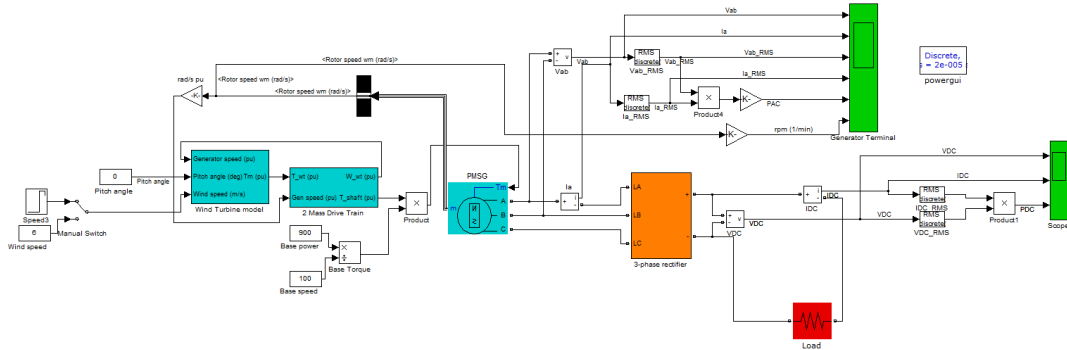 Vab
Ia
Vab_RMS
Ia_RMS
PAC
rpm (1/min)
Generator Terminal
Discrete,
s = 2e-005 s
powergui
+
-
v
Vab
Vab
RMS
discrete
Vab_RMS
RMS
discrete
Ia_RMS
Ia_RMS
×
Product4
K-
K-
<Rotor speed wm (rad/s)>
<Rotor speed wm (rad/s)>
rad/s pu
-K-
0
Pitch angle
Pitch angle
Generator speed (pu)
Pitch angle (deg)
Tm (pu)
Wind speed (m/s)
Wind Turbine model
T_wt (pu)
W_wt (pu)
Gen speed (pu)
T_shaft (pu)
2 Mass Drive Train
Product
×
Speed3
6
Wind speed
Manual Switch
900
Base power
100
Base speed
×
÷
Base Torque
PMSG
Tm
m
N
A
B
C
Ia
+
i
-
LA
LB
LC
+
-
3-phase rectifier
+
-
v
VDC
VDC
+
i
-
IDC
IDC
VDC
IDC
RMS
discrete
IDC_RMS
VDC
RMS
discrete
VDC_RMS
×
Product1
PDC
Scope
Load